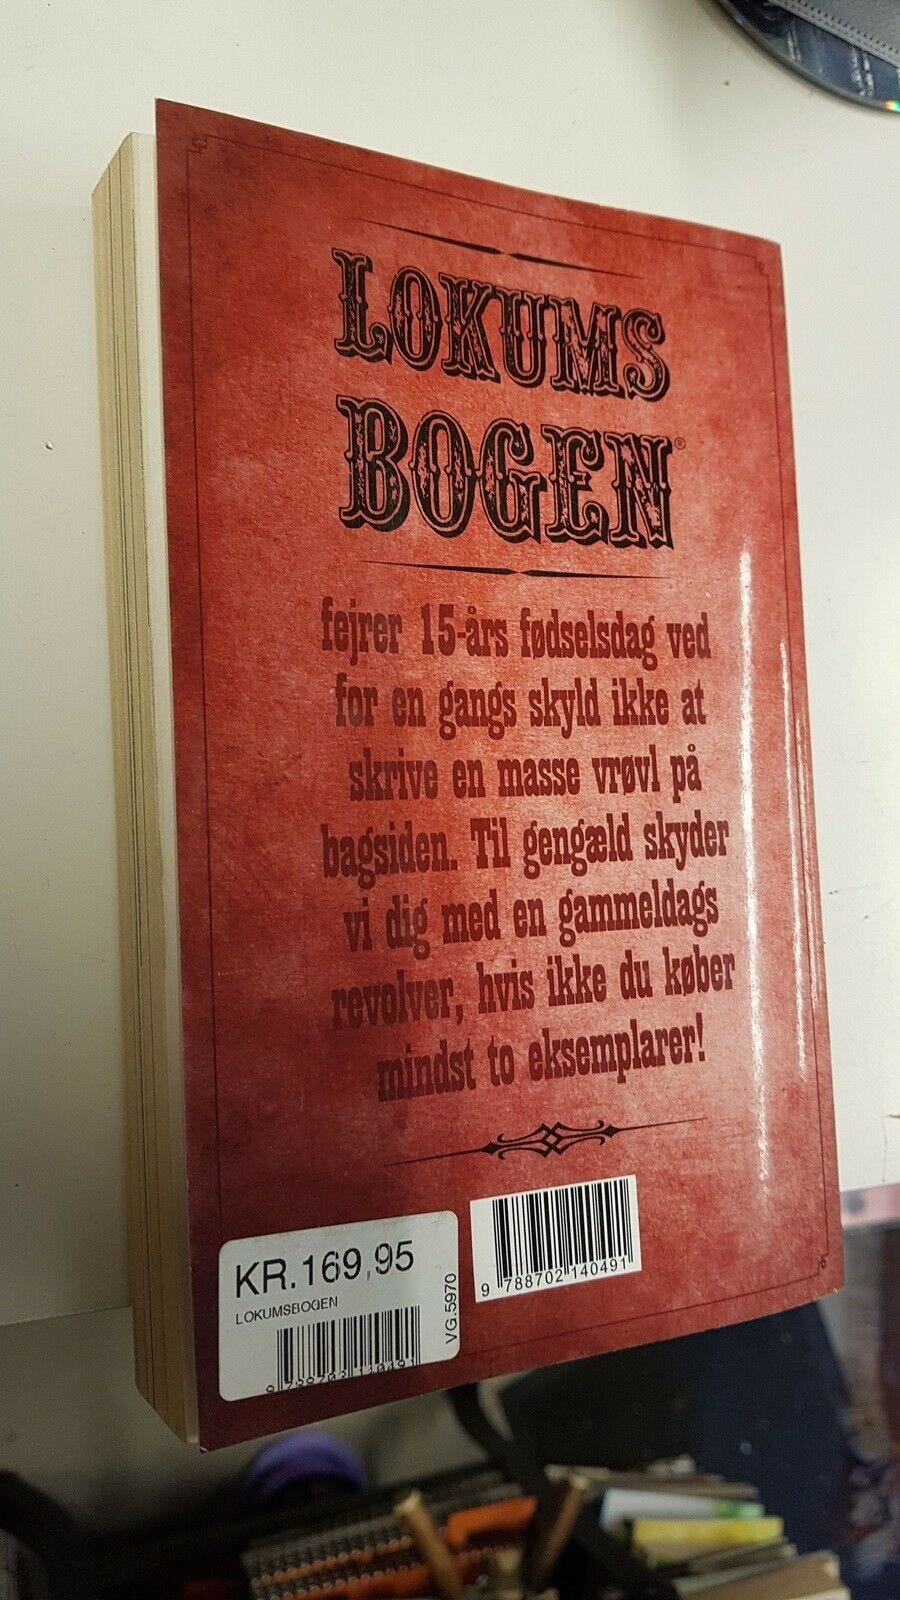 LOKUMS
BOGEN®
fejrer 15-års fødselsdag ved
for en gangs skyld ikke at
skrive en masse vrøvl på
bagsiden. Til gengæld skyder
vi dig med en gammeldags
revolver, hvis ikke du køber
mindst to eksemplarer!
KR.169,95
LOKUMSBOGEN
VG.5970
9 788702 140491